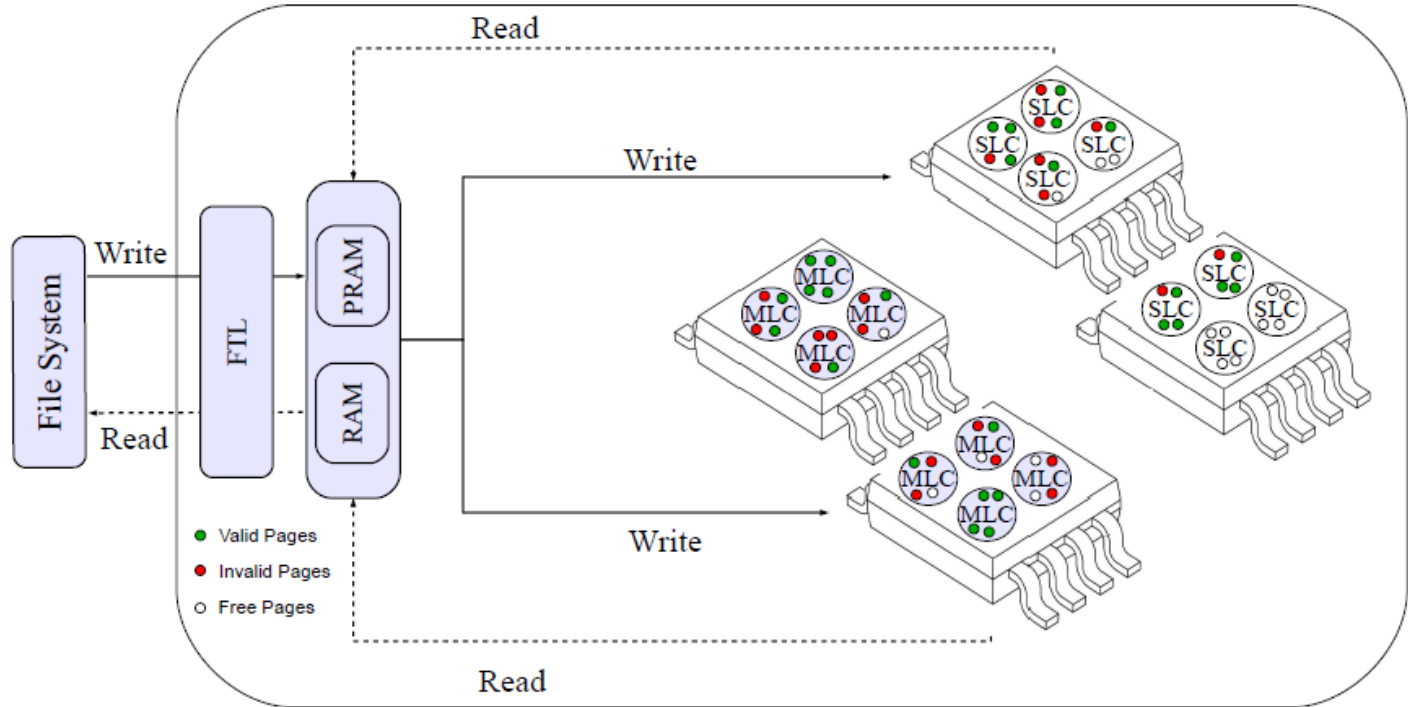 Read
SLC
SLC
SLC
SLC
Write
File System
Write
Read
FTL
PRAM
RAM
MLC
MLC
MLC
MLC
SLC
SLC
SLC
SLC
MLC
MLC
MLC
MLC
Write
Valid Pages
Invalid Pages
Free Pages
Read